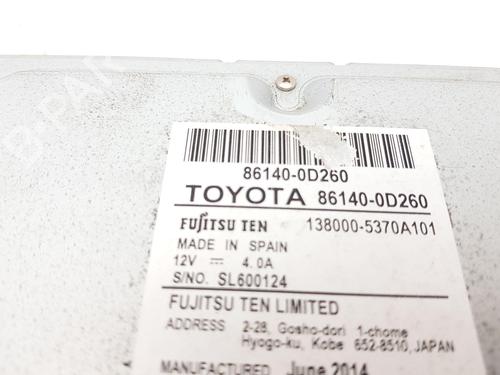 86140-0D260
TOYOTA 86140-0D260
FUJITSU TEN 138000-5370A101
MADE IN SPAIN
12V 4.0A
S/NO. SL600124
FUJITSU TEN LIMITED
ADDRESS 2-28, Gosho-dori 1-chome
Hyogo-ku, Kobe 652-8510, JAPAN
MANUFACTURED June 2014